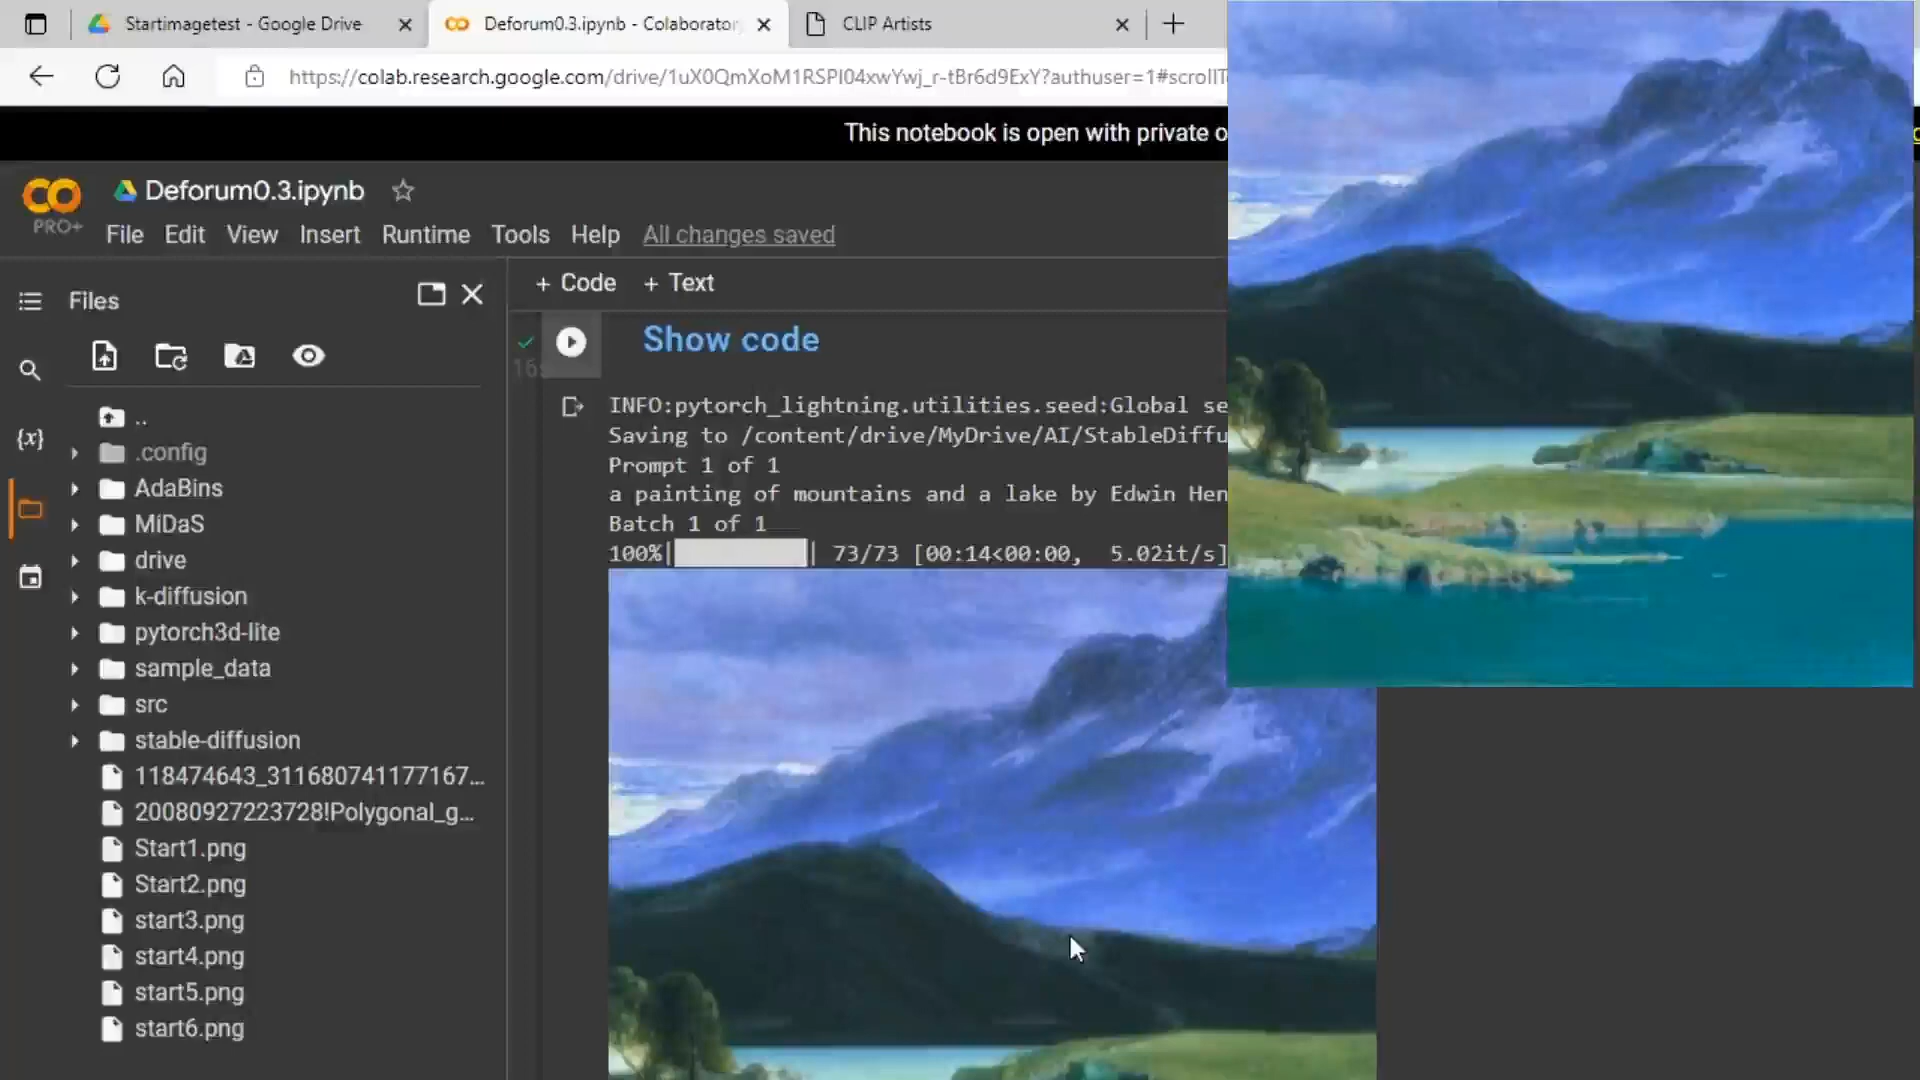 Startimagetest - Google Drive
Deforum0.3.ipynb - Colaborator
CLIP Artists
https://colab.research.google.com/drive/1uX0QmXoM1RSPI04xwYwj_r-tBr6d9ExY?authuser=1#scrollT
This notebook is open with private o
CO
PRO+
Deforum0.3.ipynb
File Edit View Insert Runtime Tools Help All changes saved
Files
+ Code + Text
{x}
..
.config
AdaBins
MiDaS
drive
k-diffusion
pytorch3d-lite
sample_data
src
stable-diffusion
118474643_311680741177167...
20080927223728!Polygonal_g...
Start1.png
Start2.png
start3.png
start4.png
start5.png
start6.png
Show code
INFO:pytorch_lightning.utilities.seed:Global se
Saving to /content/drive/MyDrive/AI/StableDiffu
Prompt 1 of 1
a painting of mountains and a lake by Edwin Hen
Batch 1 of 1
100%| | 73/73 [00:14<00:00, 5.02it/s]